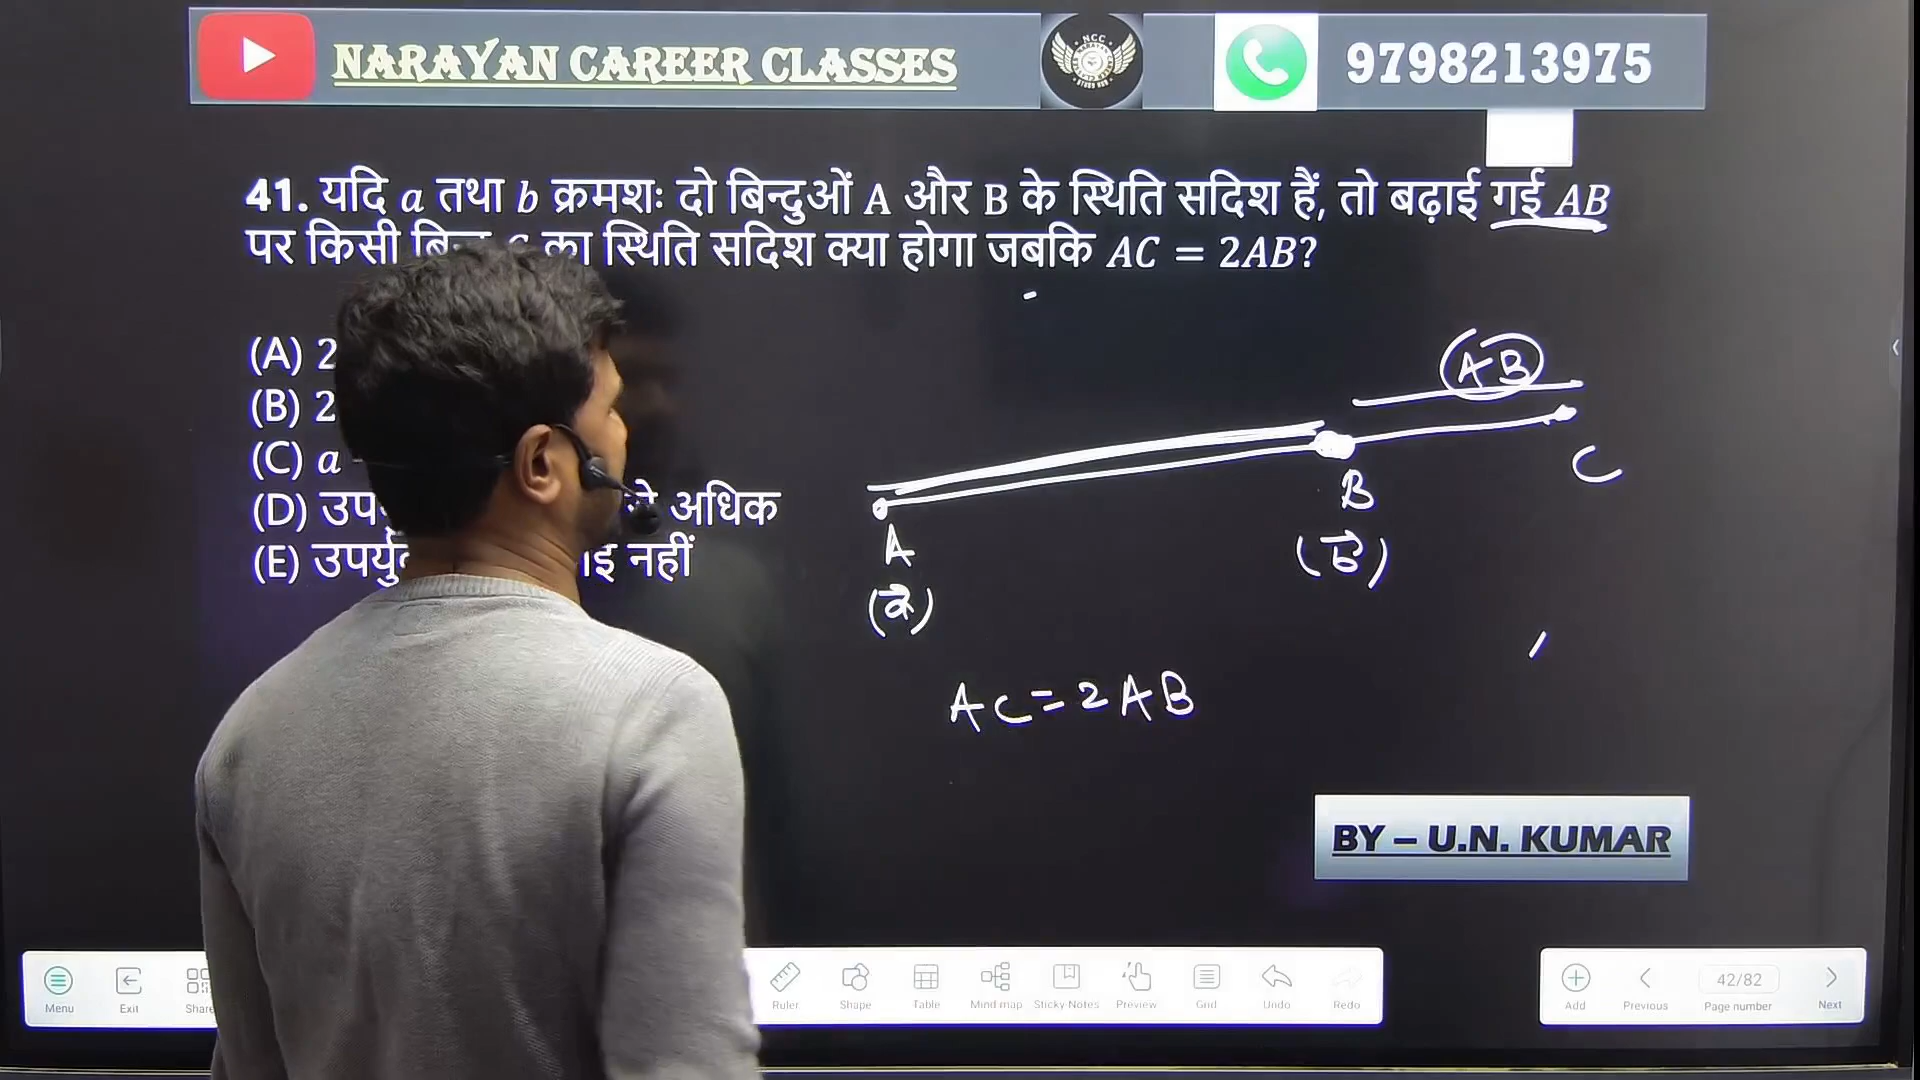 NARAYAN CAREER CLASSES
NCC
9798213975
41. यदि a तथा b क्रमशः दो बिन्दुओं A और B के स्थिति सदिश हैं, तो बढ़ाई गई AB
पर किसी का स्थिति सदिश क्या होगा जबकि AC = 2AB?
(A) 2
(B) 2
(C) a
(D) अधिक
(E) नहीं
AB
A
B
C
(a⃗)
(b⃗)
AC=2AB
BY – U.N. KUMAR
Menu Exit Share Ruler Shape Table Mind map Sticky Notes Preview Grid Undo Redo Add Previous 42/82 Page number Next